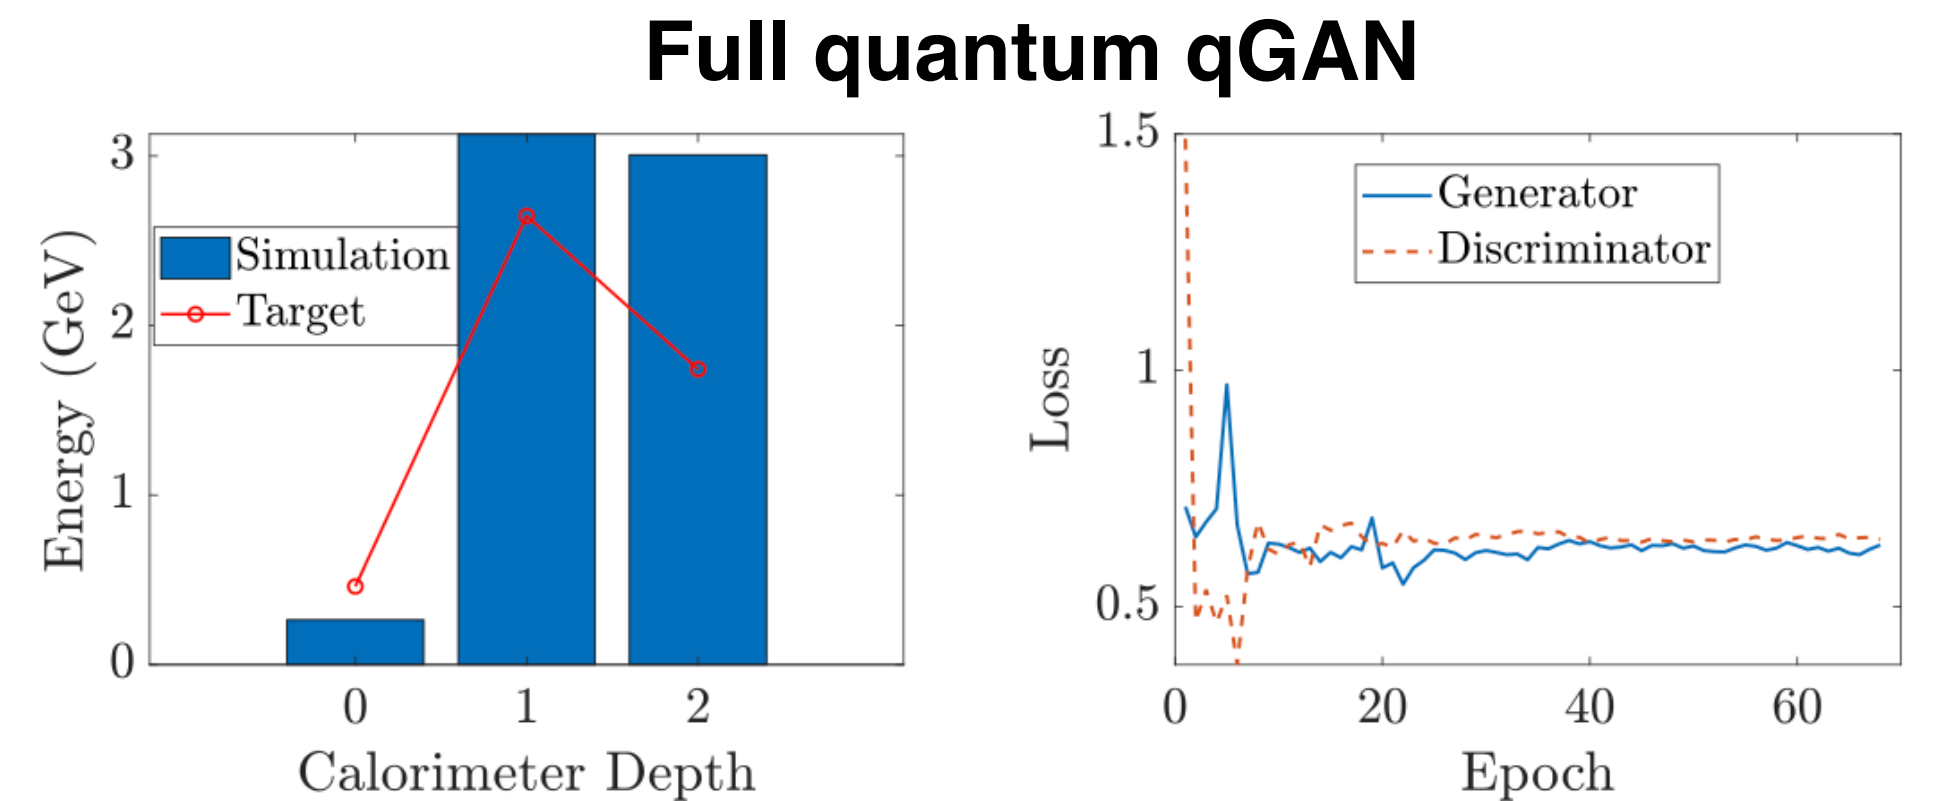 Full quantum qGAN
3
2
1
0
Energy (GeV)
Simulation
Target
0 1 2
Calorimeter Depth
1.5
1
0.5
Loss
Generator
Discriminator
0 20 40 60
Epoch